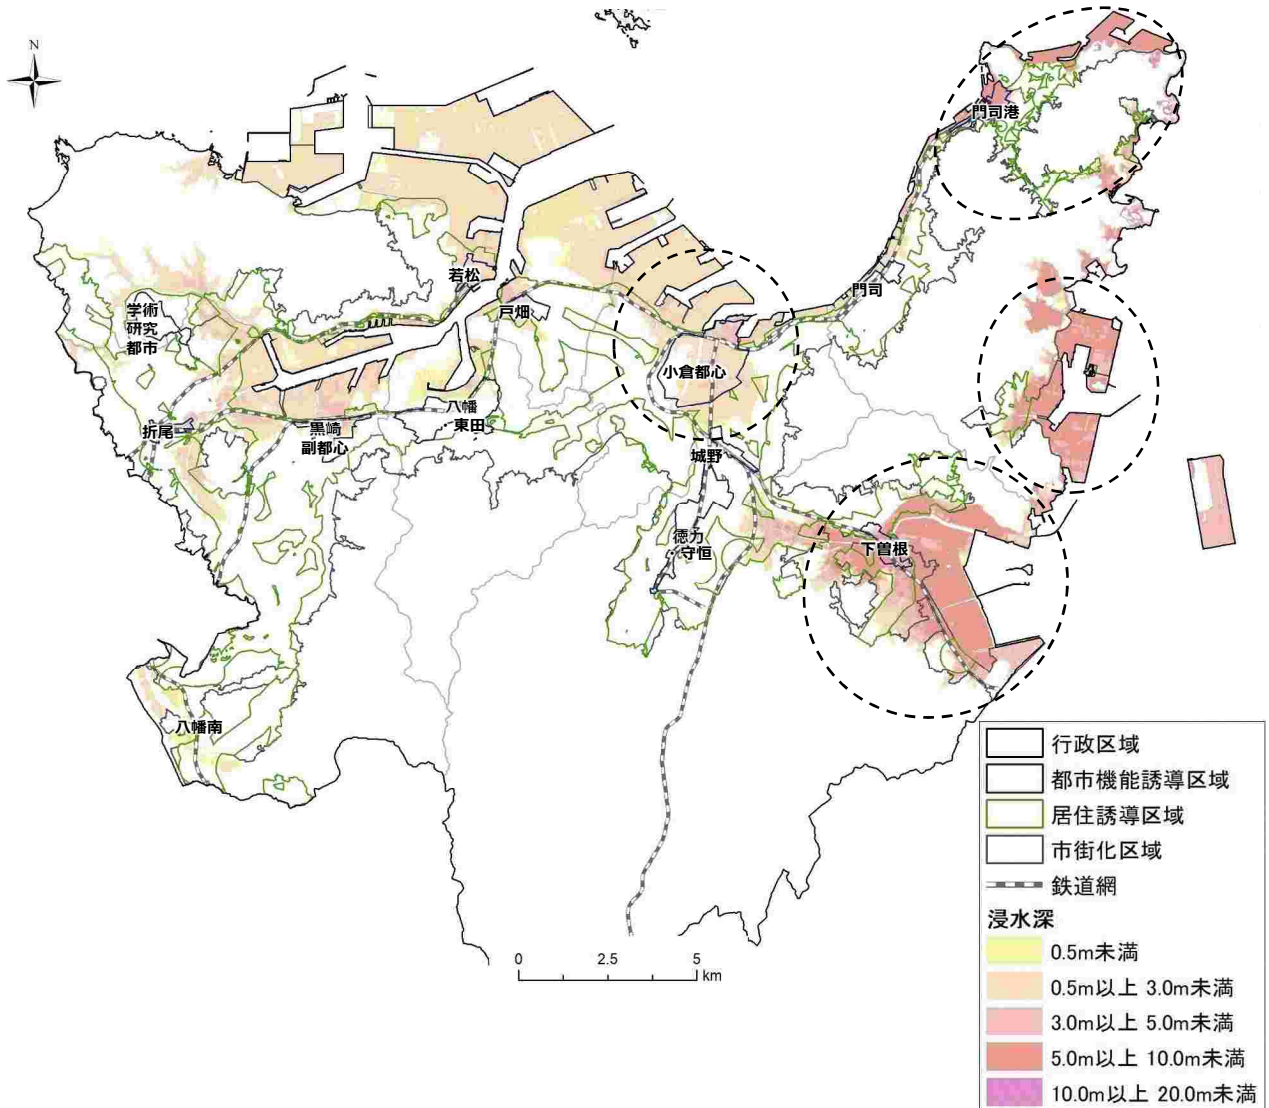 N
門司港
若松
門司
戸畑
学術
研究
都市
小倉都心
八幡
東田
折尾
黒崎
副都心
城野
徳力
守恒
下曽根
八幡南
0
2.5
5
km
行政区域
都市機能誘導区域
居住誘導区域
市街化区域
鉄道網
浸水深
0.5m未満
0.5m以上 3.0m未満
3.0m以上 5.0m未満
5.0m以上 10.0m未満
10.0m以上 20.0m未満